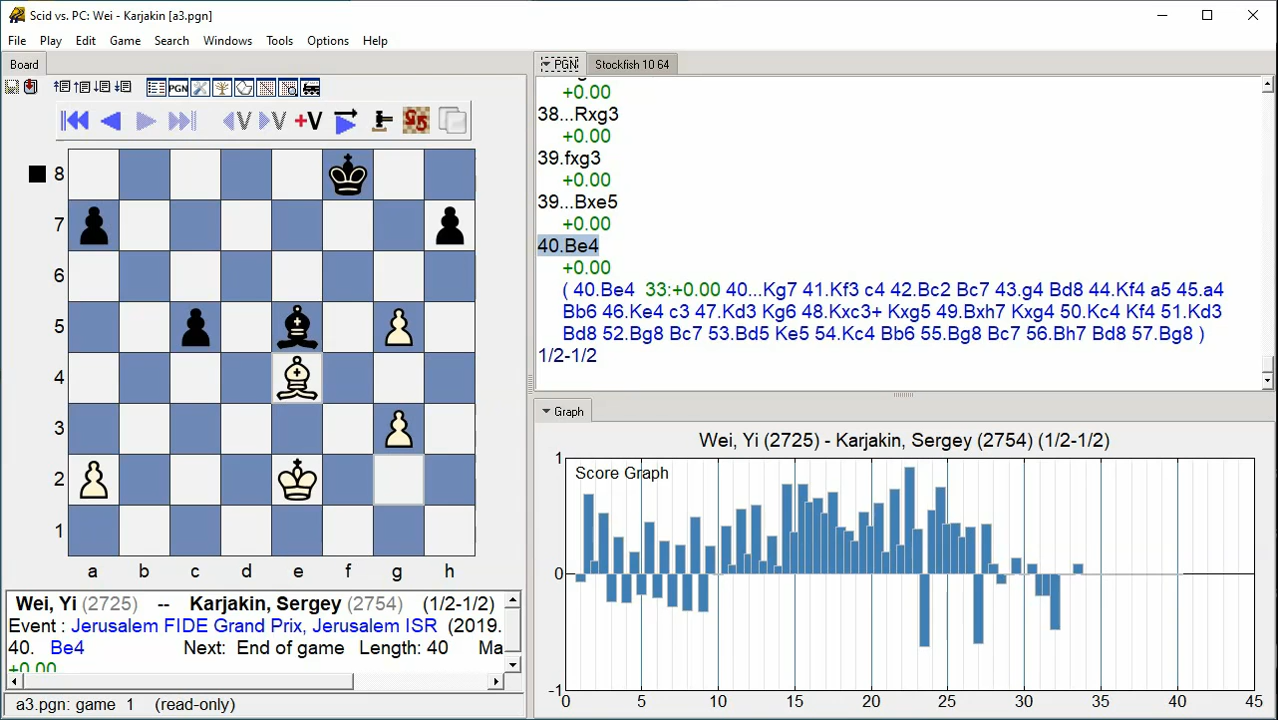 Scid vs. PC: Wei - Karjakin [a3.pgn]
File Play Edit Game Search Windows Tools Options Help
Board
PGN Stockfish 10 64
PGN
V V +V
+0.00
38...Rxg3
+0.00
39.fxg3
+0.00
39...Bxe5
+0.00
40.Be4
+0.00
( 40.Be4 33:+0.00 40...Kg7 41.Kf3 c4 42.Bc2 Bc7 43.g4 Bd8 44.Kf4 a5 45.a4
Bb6 46.Ke4 c3 47.Kd3 Kg6 48.Kxc3+ Kxg5 49.Bxh7 Kxg4 50.Kc4 Kf4 51.Kd3
Bd8 52.Bg8 Bc7 53.Bd5 Ke5 54.Kc4 Bb6 55.Bg8 Bc7 56.Bh7 Bd8 57.Bg8 )
1/2-1/2
8
7
6
5
4
3
2
1
a b c d e f g h
Wei, Yi (2725) -- Karjakin, Sergey (2754) (1/2-1/2)
Event : Jerusalem FIDE Grand Prix, Jerusalem ISR (2019.
40. Be4 Next: End of game Length: 40 Ma
+0.00
Graph
Wei, Yi (2725) - Karjakin, Sergey (2754) (1/2-1/2)
Score Graph
1
0
-1
0 5 10 15 20 25 30 35 40 45
a3.pgn: game 1 (read-only)